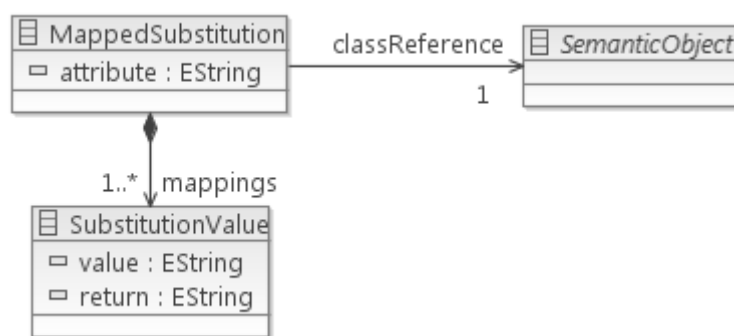 MappedSubstitution
attribute : EString
classReference
1
SemanticObject
1..* mappings
SubstitutionValue
value : EString
return : EString